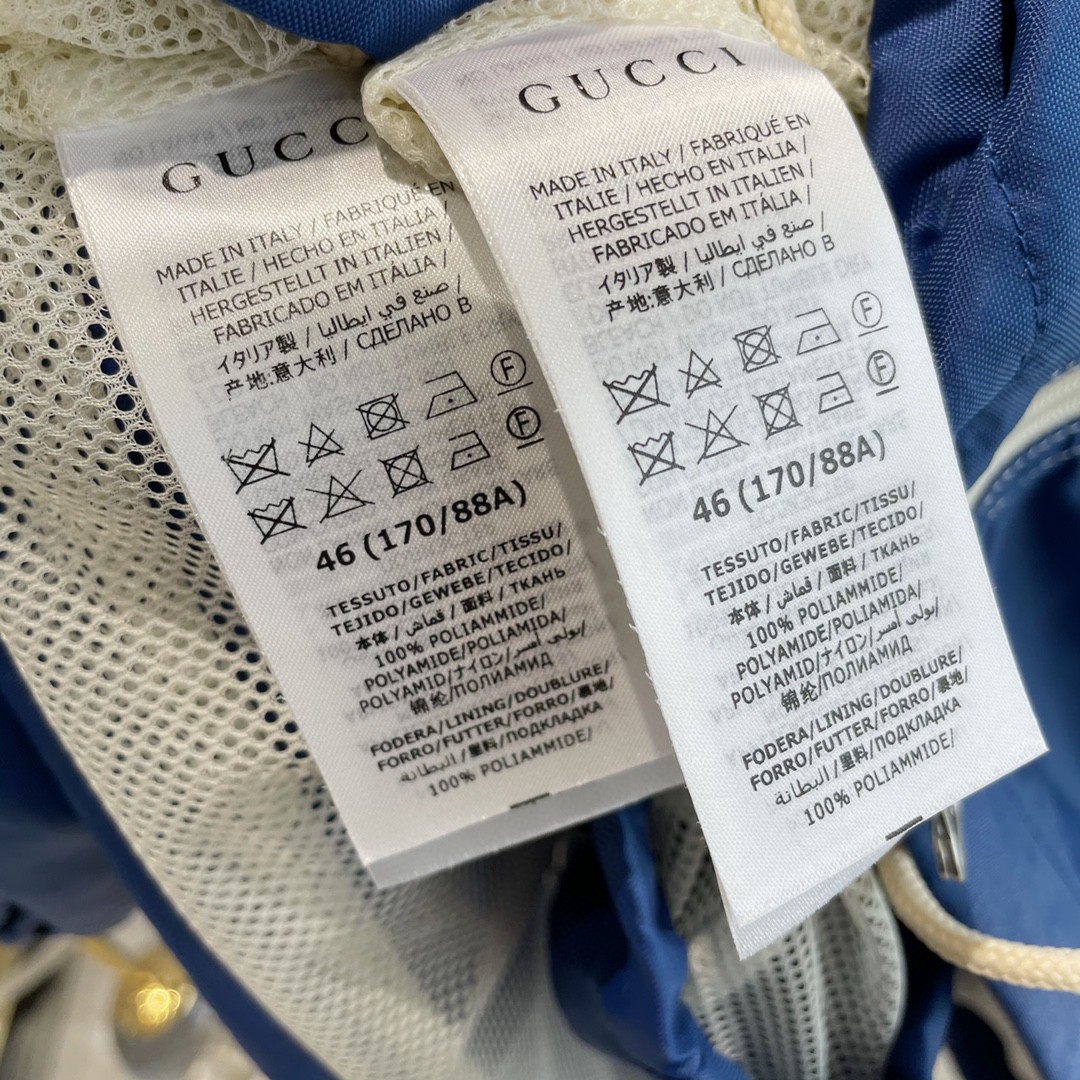 GUCCI
MADE IN ITALY / FABRIQUÉ EN
ITALIE / HECHO EN ITALIA /
HERGESTELLT IN ITALIEN /
FABRICADO EM ITÁLIA /
صنع في ايطاليا /
イタリア製 /
产地:意大利 / СДЕЛАНО В
F
F
46 (170/88A)
TESSUTO/FABRIC/TISSU/
TEJIDO/GEWEBE/TECIDO/
本体 / قماش / 面料 / ТКАНЬ
100% POLIAMMIDE/
POLYAMIDE/POLIAMIDA/
POLYAMID/ナイロン/بولي أمير/
锦纶/ПОЛИАМИД
FODERA/LINING/DOUBLURE/
FORRO/FUTTER/FORRO/裏地/
البطانة / 里料/ПОДКЛАДКА
100% POLIAMMIDE/
GUCCI
MADE IN ITALY / FABRIQUÉ EN
ITALIE / HECHO EN ITALIA /
HERGESTELLT IN ITALIEN /
FABRICADO EM ITÁLIA /
صنع في ايطاليا /
イタリア製 /
产地:意大利 / СДЕЛАНО В
F
F
46 (170/88A)
TESSUTO/FABRIC/TISSU/
TEJIDO/GEWEBE/TECIDO/
本体 / قماش / 面料 / ТКАНЬ
100% POLIAMMIDE/
POLYAMIDE/POLIAMIDA/
POLYAMID/ナイロン/بولي أمير/
锦纶/ПОЛИАМИД
FODERA/LINING/DOUBLURE/
FORRO/FUTTER/FORRO/裏地/
البطانة / 里料/ПОДКЛАДКА
100% POLIAMMIDE/